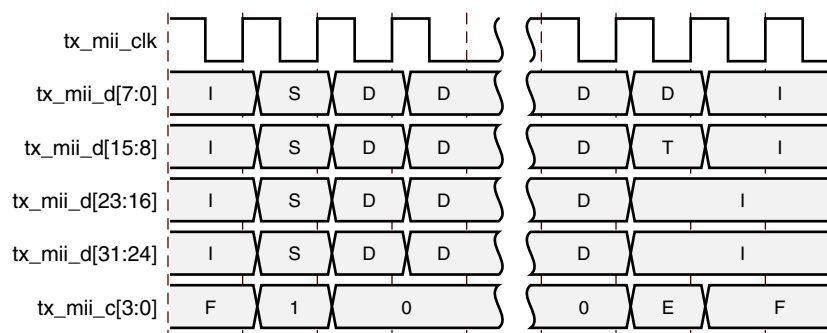 tx_mii_clk
tx_mii_d[7:0] I S D D D D I
tx_mii_d[15:8] I S D D D T I
tx_mii_d[23:16] I S D D D I
tx_mii_d[31:24] I S D D D I
tx_mii_c[3:0] F 1 0 0 E F